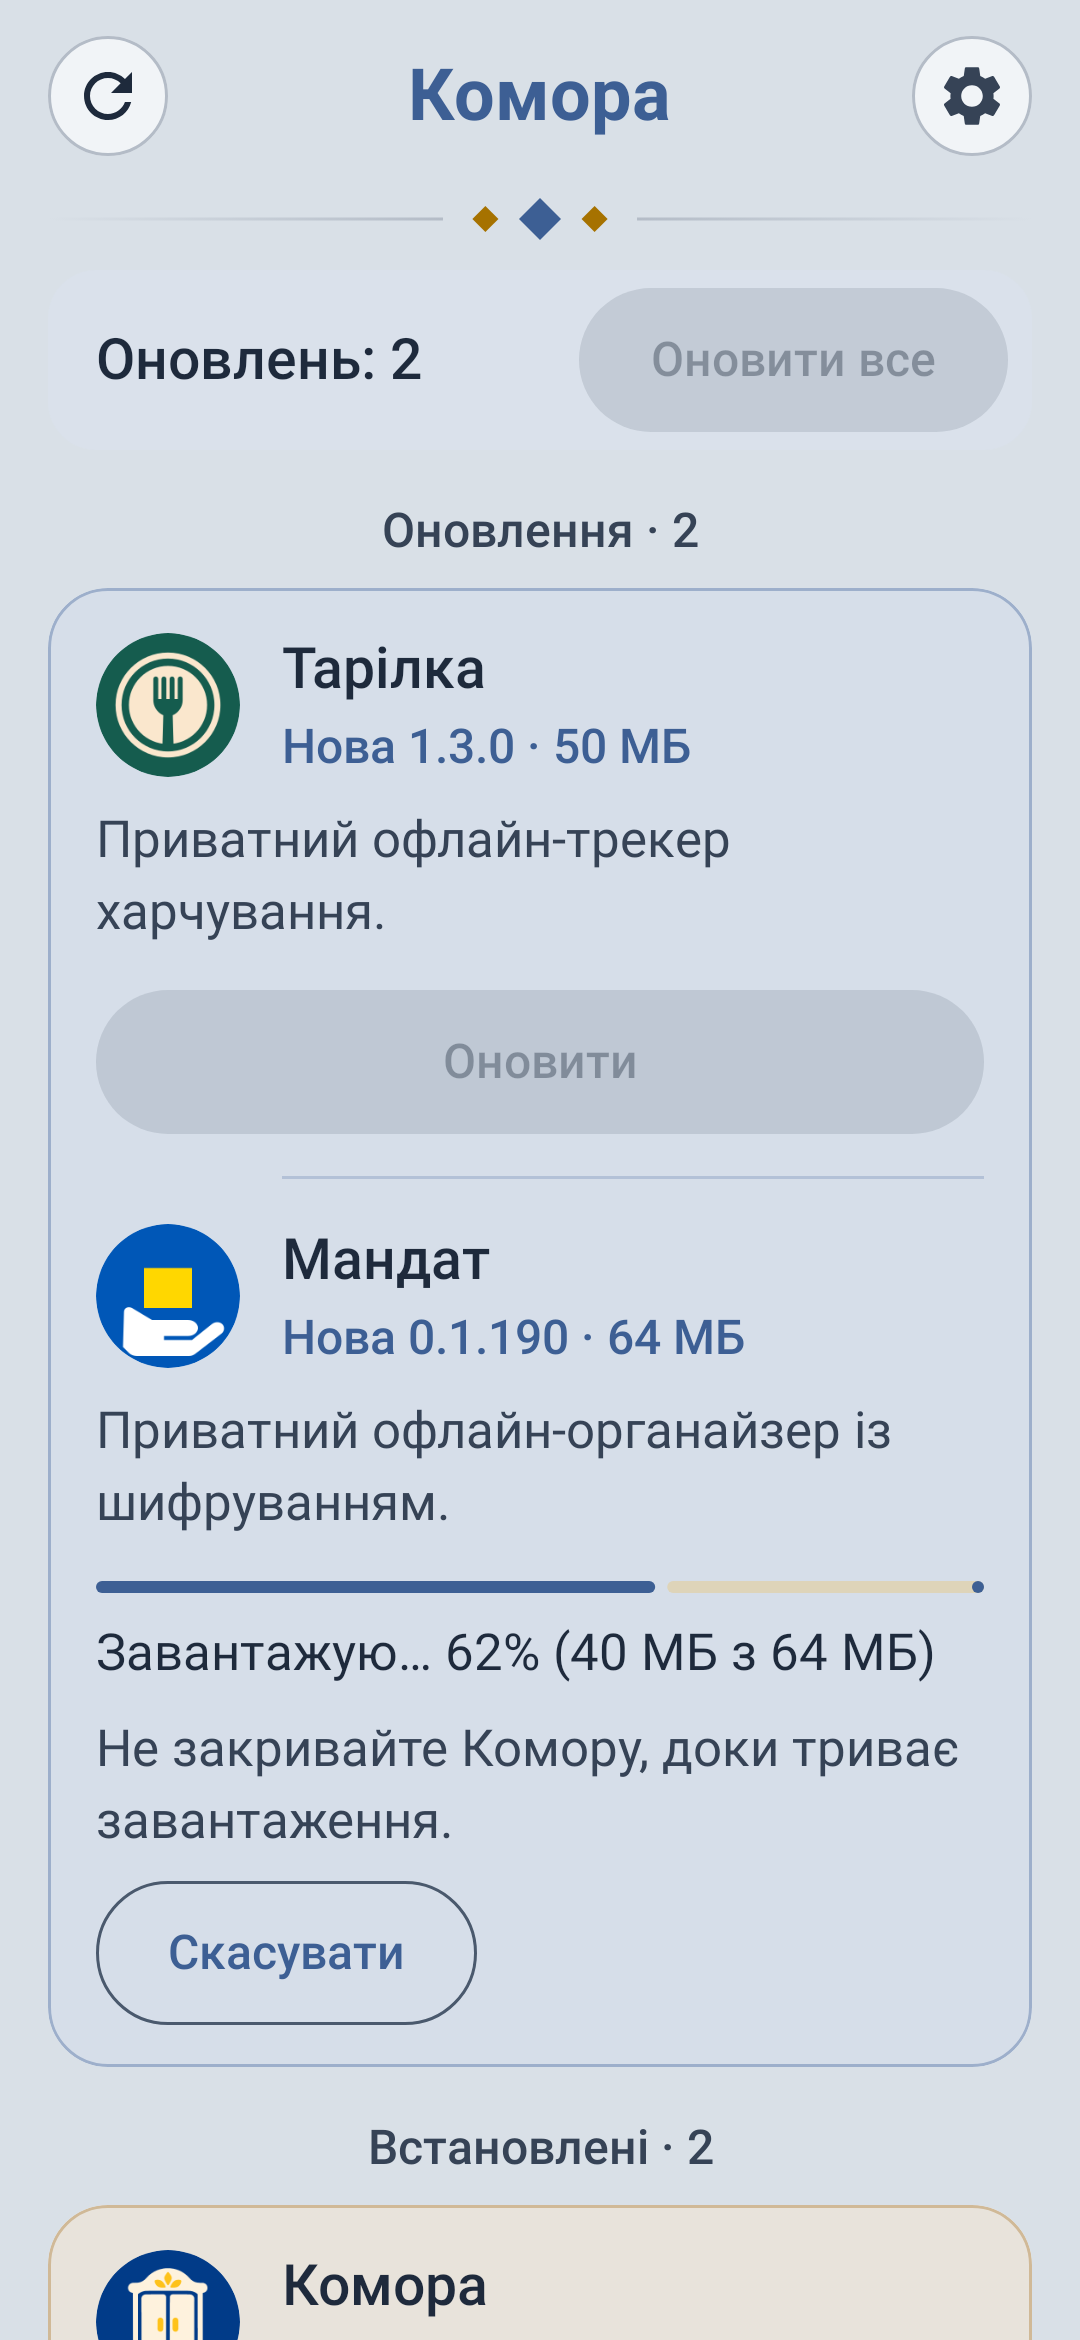 Комора
Оновлень: 2
Оновити все
Оновлення · 2
Тарілка
Нова 1.3.0 · 50 МБ
Приватний офлайн-трекер
харчування.
Оновити
Мандат
Нова 0.1.190 · 64 МБ
Приватний офлайн-органайзер із
шифруванням.
Завантажую... 62% (40 МБ з 64 МБ)
Не закривайте Комору, доки триває
завантаження.
Скасувати
Встановлені · 2
Комора